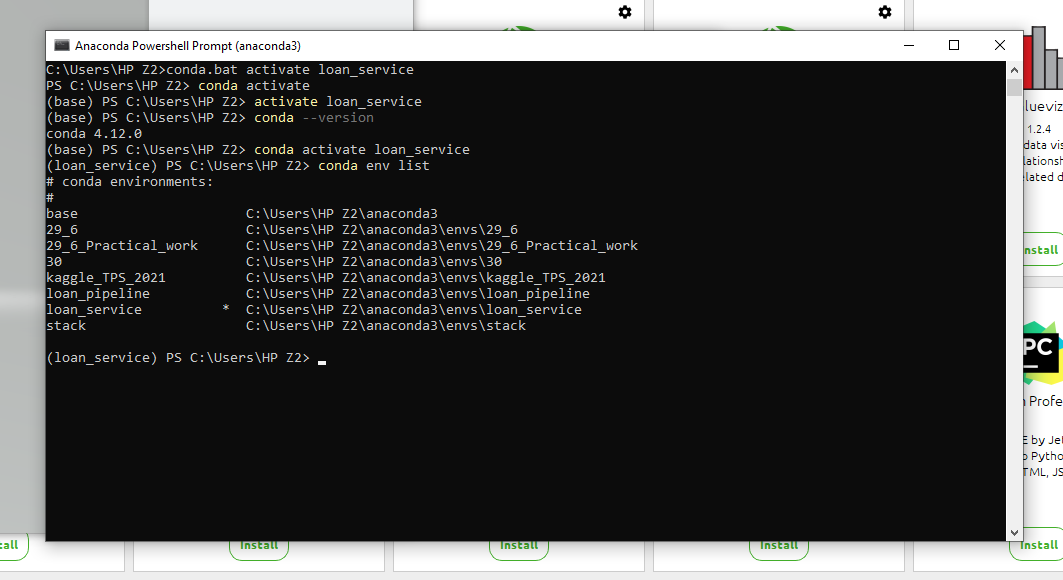 Anaconda Powershell Prompt (anaconda3)
C:\Users\HP Z2>conda.bat activate loan_service
PS C:\Users\HP Z2> conda activate
(base) PS C:\Users\HP Z2> activate loan_service
(base) PS C:\Users\HP Z2> conda --version
conda 4.12.0
(base) PS C:\Users\HP Z2> conda activate loan_service
(loan_service) PS C:\Users\HP Z2> conda env list
# conda environments:
#
base                     C:\Users\HP Z2\anaconda3
29_6                     C:\Users\HP Z2\anaconda3\envs\29_6
29_6_Practical_work      C:\Users\HP Z2\anaconda3\envs\29_6_Practical_work
30                       C:\Users\HP Z2\anaconda3\envs\30
kaggle_TPS_2021          C:\Users\HP Z2\anaconda3\envs\kaggle_TPS_2021
loan_pipeline            C:\Users\HP Z2\anaconda3\envs\loan_pipeline
loan_service          *  C:\Users\HP Z2\anaconda3\envs\loan_service
stack                    C:\Users\HP Z2\anaconda3\envs\stack
(loan_service) PS C:\Users\HP Z2>
lueviz
1.2.4
data vis
lationsh
lated d
nstall
PC
n Profe
E by Je
o Pytho
TML, JS
tall
Install
Install
Install
Install